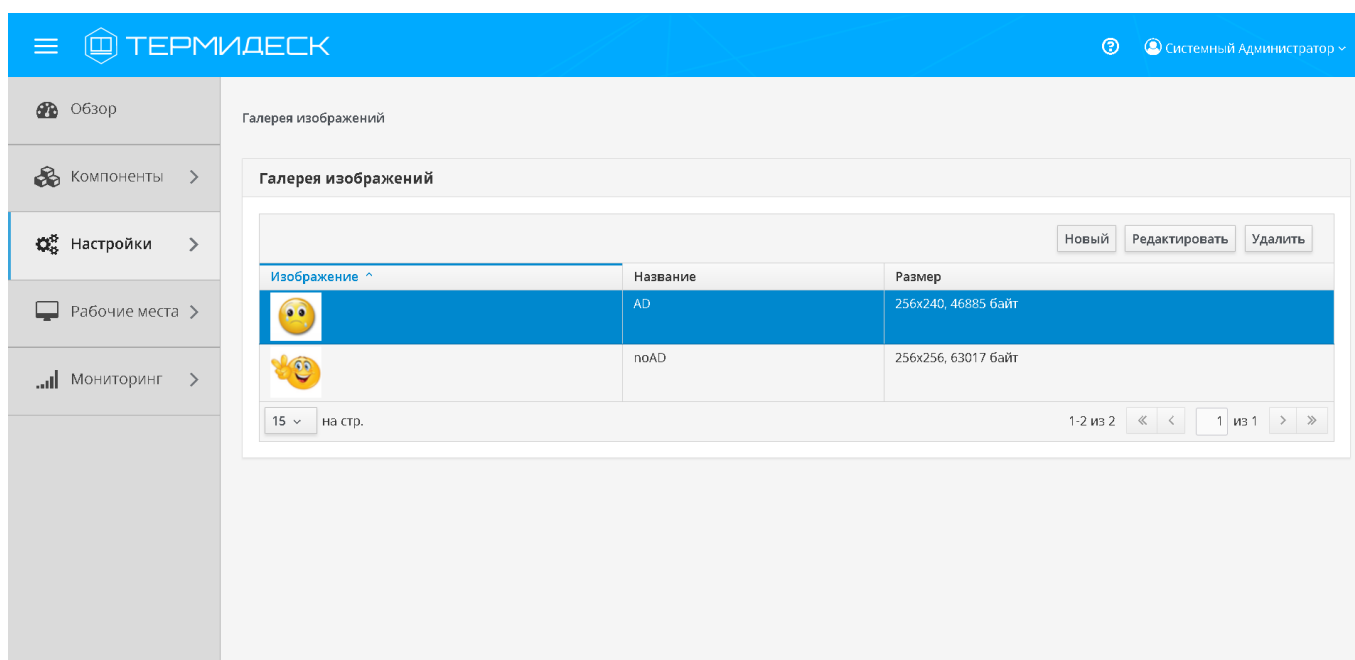 ТЕРМИДЕСК
Системный Администратор
Обзор
Компоненты
Настройки
Рабочие места
Мониторинг
Галерея изображений
Галерея изображений
Новый Редактировать Удалить
Изображение Название Размер
AD 256x240, 46885 байт
noAD 256x256, 63017 байт
15 на стр. 1-2 из 2 1 из 1